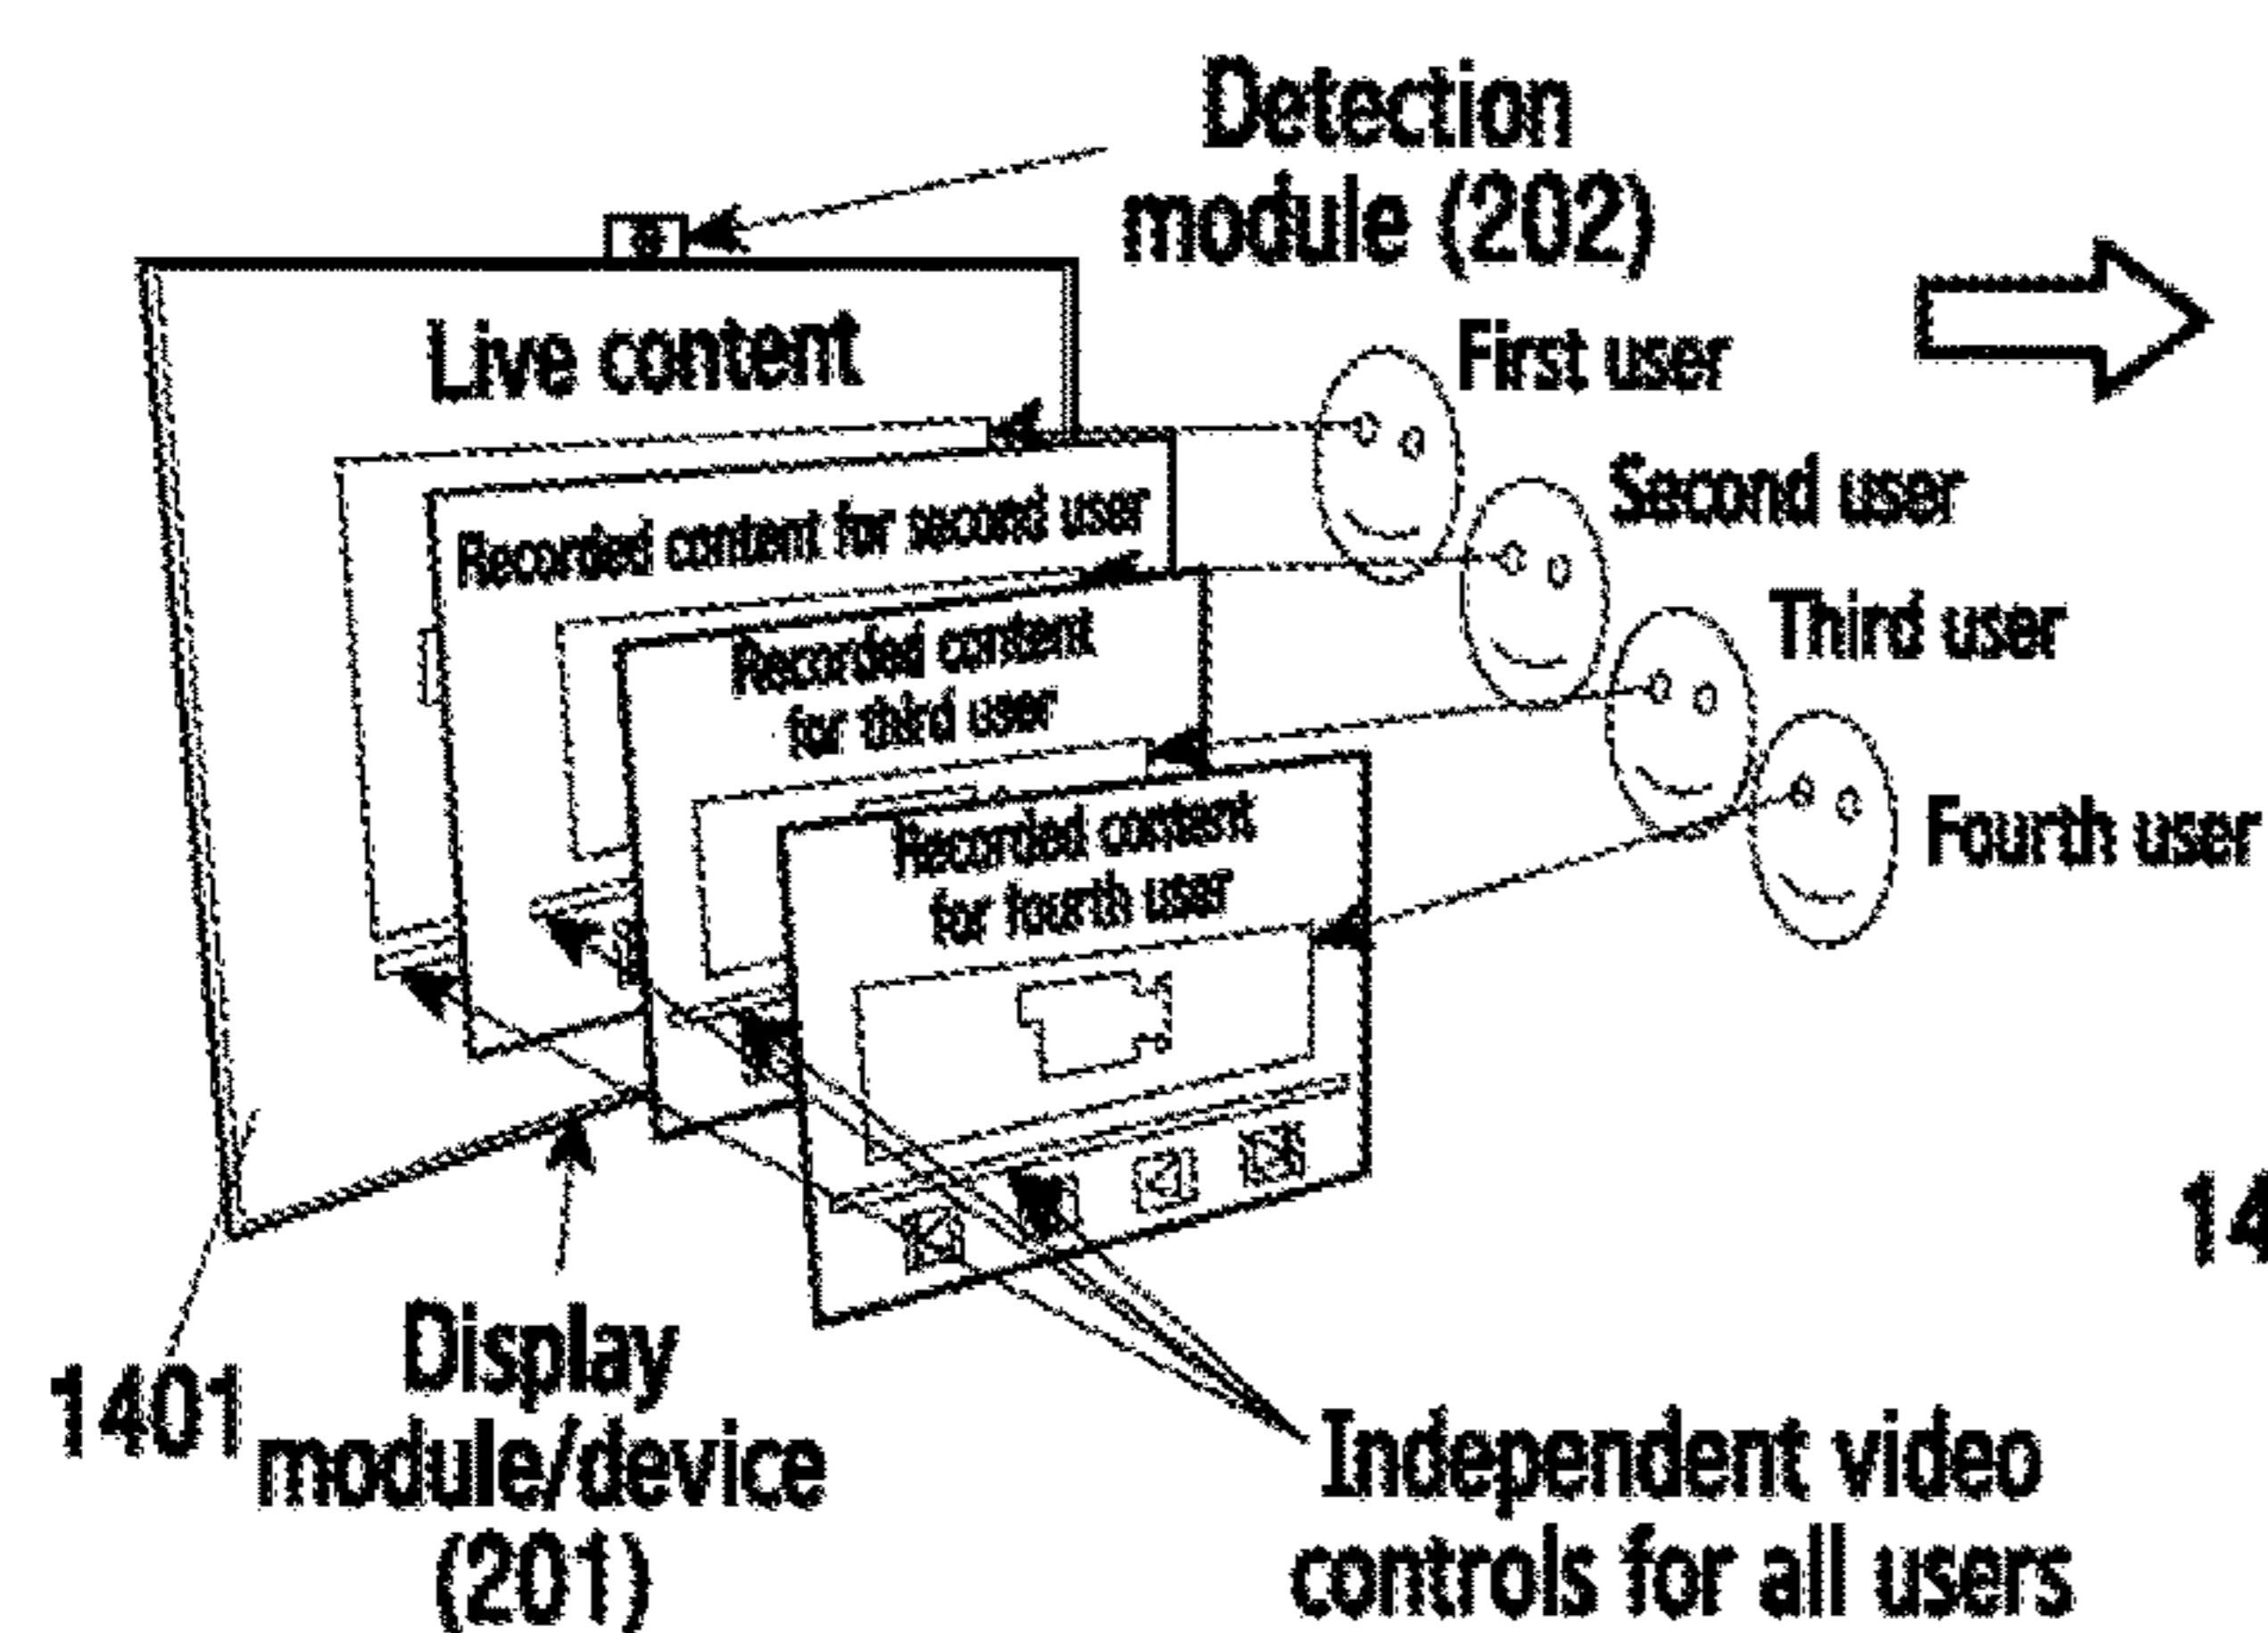 Detection
module (202)
Live content
First user
Second user
Recorded content for second user
Third user
Recorded content
for third user
Recorded content
for fourth user
Fourth user
14
1401
Display
module/device
(201)
Independent video
controls for all users